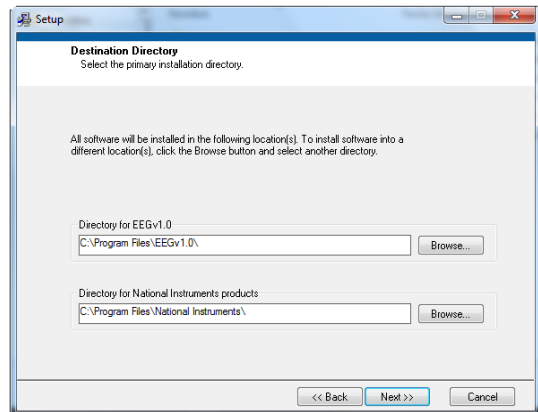 Setup
Destination Directory
Select the primary installation directory.
All software will be installed in the following location(s). To install software into a
different location(s), click the Browse button and select another directory.
Directory for EEGv1.0
C:\Program Files\EEGv1.0\
Browse...
Directory for National Instruments products
C:\Program Files\National Instruments\
Browse...
<< Back
Next >>
Cancel